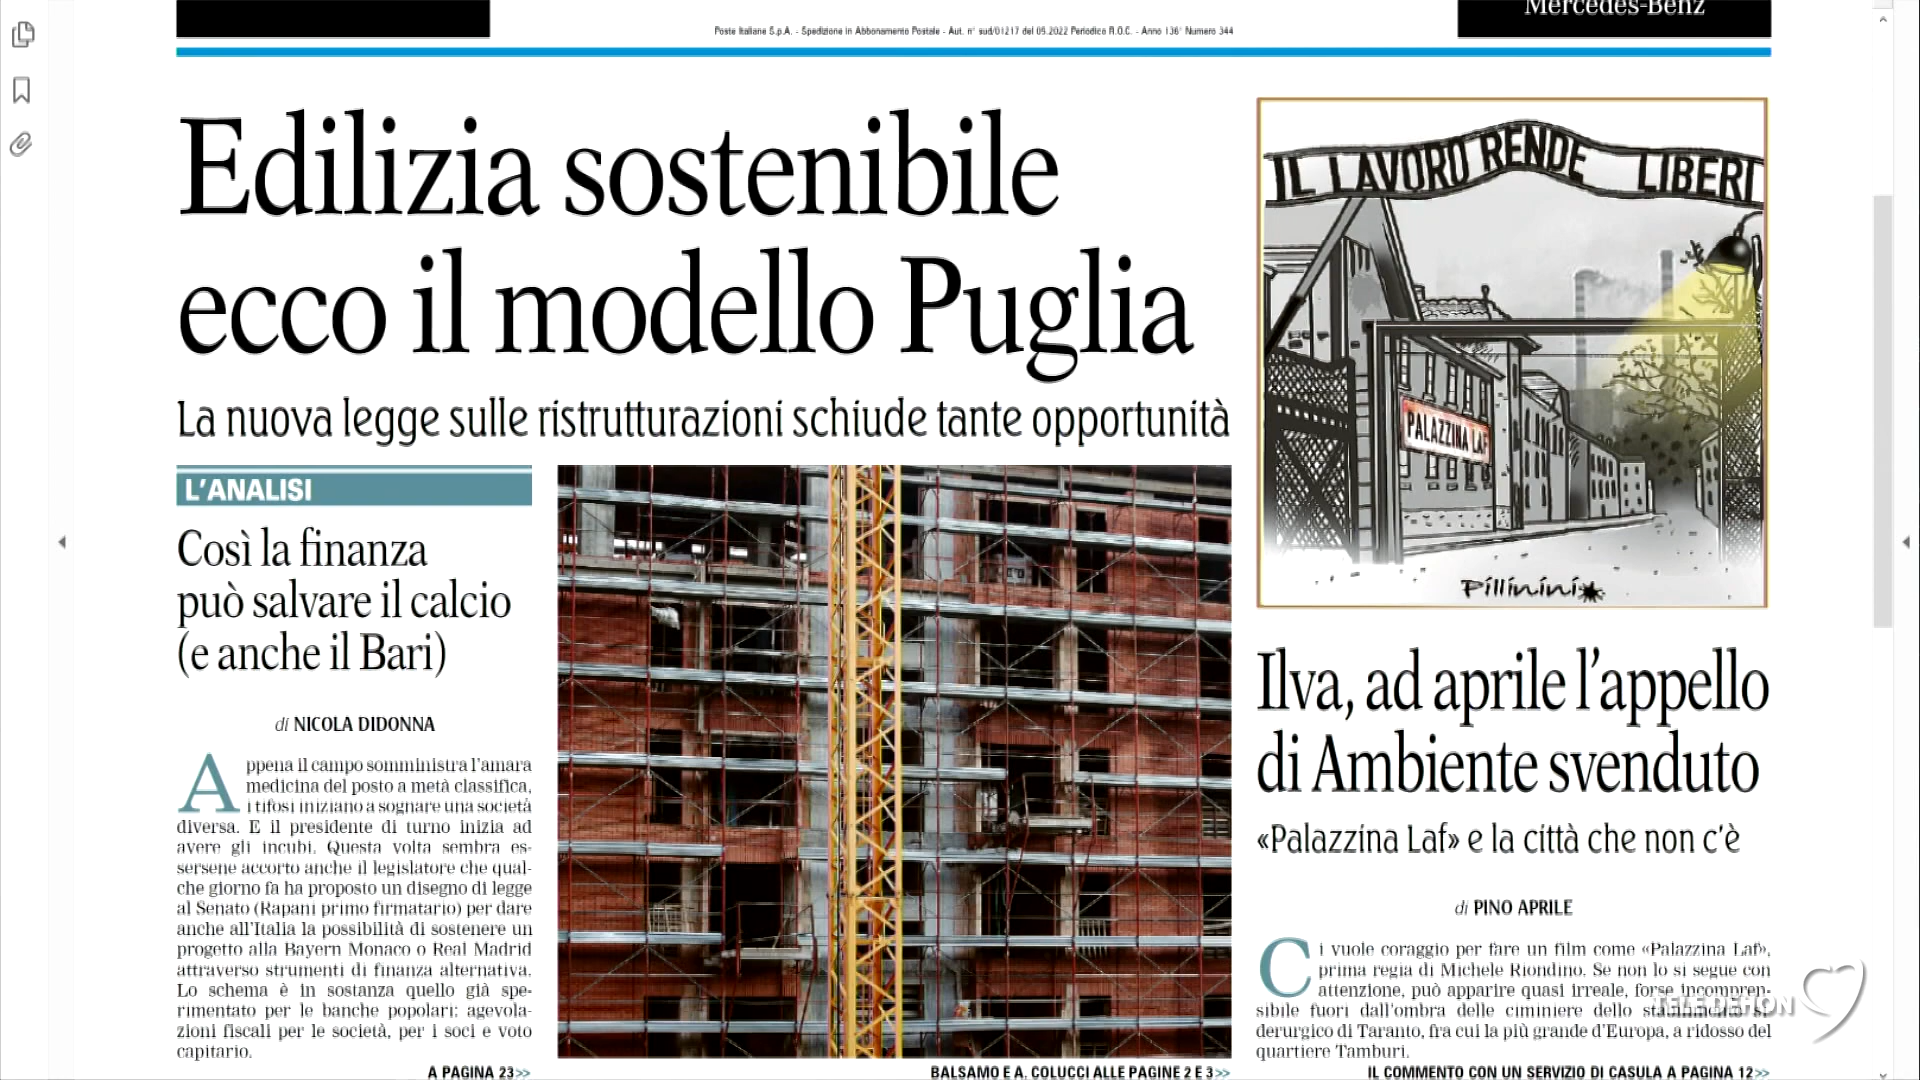 Mercedes-Benz
Poste Italiane S.p.A. - Spedizione in Abbonamento Postale - Aut. n° sud/01217 del 05.2022 Periodico R.O.C. - Anno 136° Numero 344
Edilizia sostenibile
ecco il modello Puglia
La nuova legge sulle ristrutturazioni schiude tante opportunità
L'ANALISI
Così la finanza
può salvare il calcio
(e anche il Bari)
di NICOLA DIDONNA
Appena il campo somministra l'amara
medicina del posto a metà classifica,
i tifosi iniziano a sognare una società
diversa. E il presidente di turno inizia ad
avere gli incubi. Questa volta sembra es-
sersene accorto anche il legislatore che qual-
che giorno fa ha proposto un disegno di legge
al Senato (Rapani primo firmatario) per dare
anche all'Italia la possibilità di sostenere un
progetto alla Bayern Monaco o Real Madrid
attraverso strumenti di finanza alternativa.
Lo schema è in sostanza quello già spe-
rimentato per le banche popolari: agevola-
zioni fiscali per le società, per i soci e voto
capitario.
A PAGINA 23>>
BALSAMO E A. COLUCCI ALLE PAGINE 2 E 3>>
IL LAVORO RENDE LIBERI
PALAZZINA LAF
Pillinini
Ilva, ad aprile l'appello
di Ambiente svenduto
«Palazzina Laf» e la città che non c'è
di PINO APRILE
Ci vuole coraggio per fare un film come «Palazzina Laf»,
prima regia di Michele Riondino. Se non lo si segue con
attenzione, può apparire quasi irreale, forse incompren-
sibile fuori dall'ombra delle ciminiere dello stabilimento si-
derurgico di Taranto, fra cui la più grande d'Europa, a ridosso del
quartiere Tamburi.
IL COMMENTO CON UN SERVIZIO DI CASULA A PAGINA 12>>
TELEDEHON